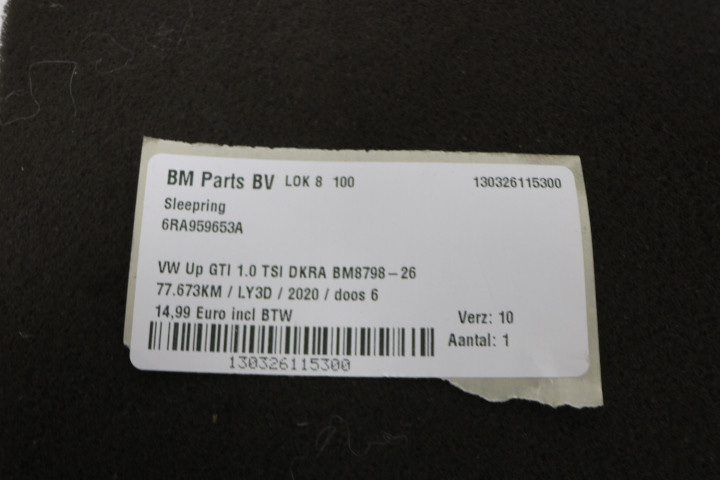 BM Parts BV LOK 8 100 130326115300
Sleepring
6RA959653A
VW Up GTI 1.0 TSI DKRA BM8798-26
77.673KM / LY3D / 2020 / doos 6
14,99 Euro incl BTW Verz: 10
Aantal: 1
130326115300